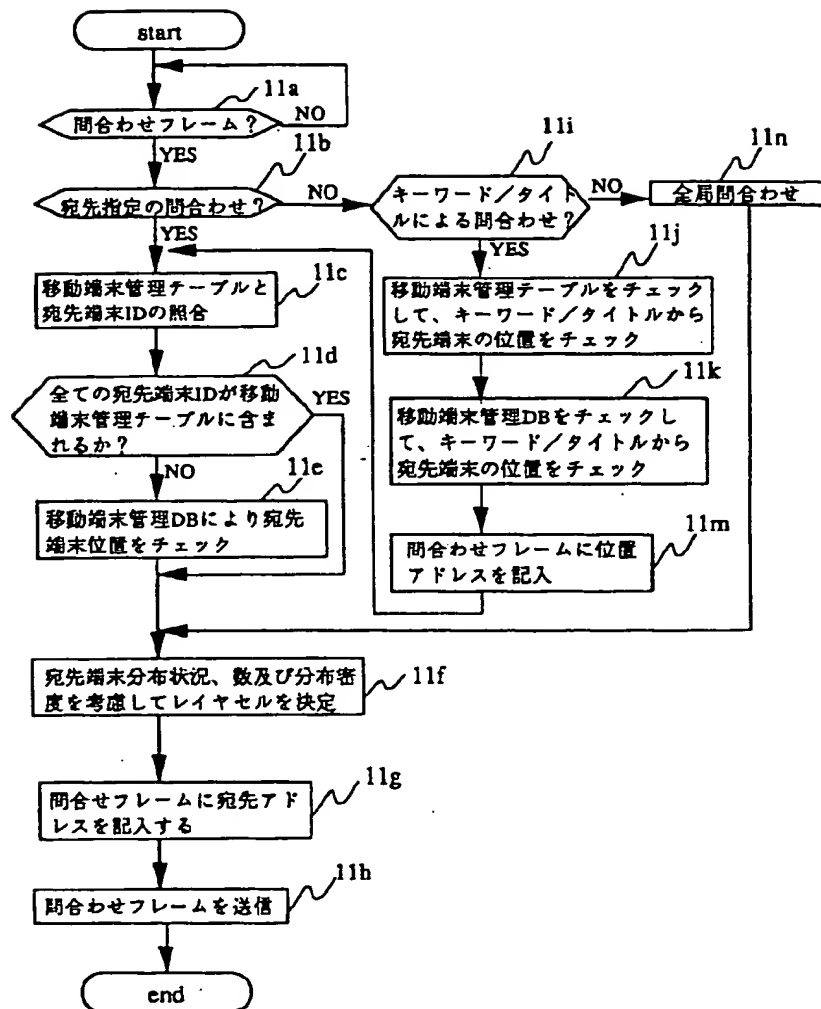 start
11a
問合わせフレーム?
NO
YES
11b
宛先指定の問合わせ?
NO
YES
11i
キーワード/タイト
ルによる問合わせ?
NO
YES
11n
全局問合わせ
11c
移動端末管理テーブルと
宛先端末IDの照合
11j
移動端末管理テーブルをチェック
して、キーワード/タイトルから
宛先端末の位置をチェック
11d
全ての宛先端末IDが移動
端末管理テーブルに含ま
れるか?
YES
NO
11k
移動端末管理DBをチェックし
て、キーワード/タイトルから
宛先端末の位置をチェック
11e
移動端末管理DBにより宛先
端末位置をチェック
11m
問合わせフレームに位置
アドレスを記入
11f
宛先端末分布状況、数及び分布密
度を考慮してレイヤセルを決定
11g
問合せフレームに宛先アド
レスを記入する
11h
問合わせフレームを送信
end